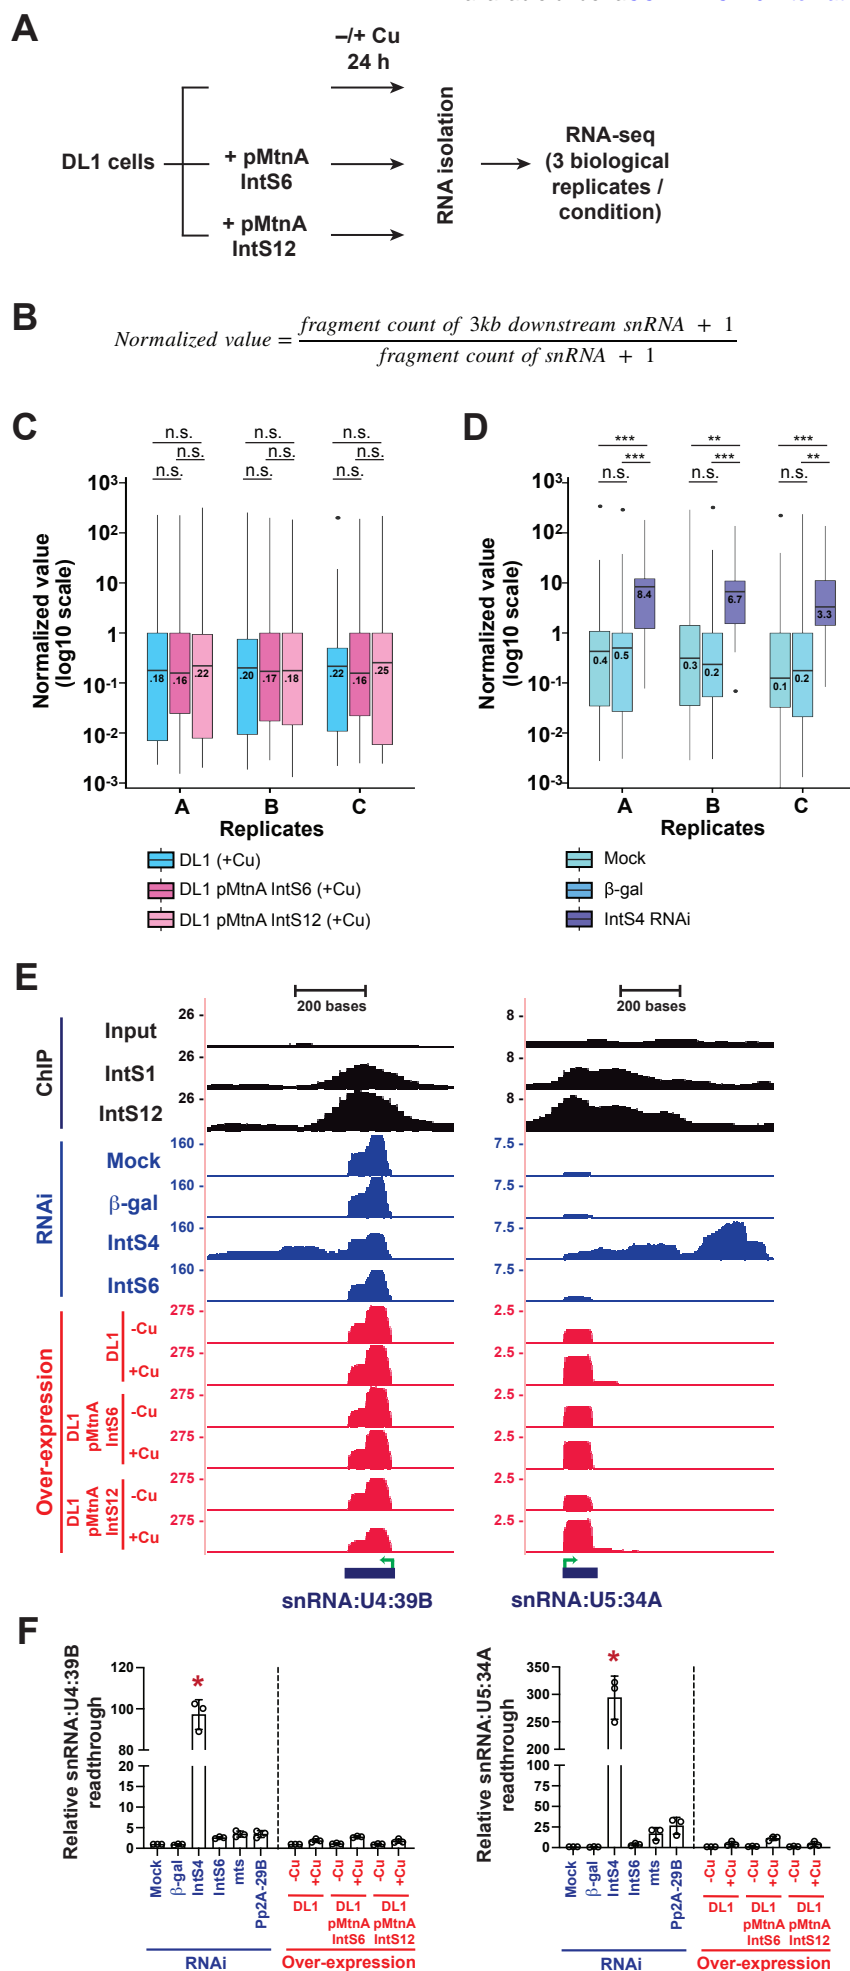 A
–/+ Cu
24 h
DL1 cells
+ pMtnA
IntS6
+ pMtnA
IntS12
RNA isolation
RNA-seq
(3 biological
replicates /
condition)
B
Normalized value = fragment count of 3kb downstream snRNA + 1
fragment count of snRNA + 1
C
n.s. n.s. n.s.
n.s. n.s. n.s.
n.s. n.s. n.s.
Normalized value
(log10 scale)
10³
10²
10
1
10⁻¹
10⁻²
10⁻³
.18 .16 .22
.20 .17 .18
.22 .16 .25
A B C
Replicates
DL1 (+Cu)
DL1 pMtnA IntS6 (+Cu)
DL1 pMtnA IntS12 (+Cu)
D
*** ** ***
*** *** **
n.s. n.s. n.s.
Normalized value
(log10 scale)
10³
10²
10
1
10⁻¹
10⁻²
10⁻³
0.4 0.5 8.4
0.3 0.2 6.7
0.1 0.2 3.3
A B C
Replicates
Mock
β-gal
IntS4 RNAi
E
200 bases 200 bases
ChIP
Input 26 - 8 -
IntS1 26 - 8 -
IntS12 26 - 8 -
RNAi
Mock 160 - 7.5 -
β-gal 160 - 7.5 -
IntS4 160 - 7.5 -
IntS6 160 - 7.5 -
Over-expression
DL1
-Cu 275 - 2.5 -
+Cu 275 - 2.5 -
DL1
pMtnA
IntS6
-Cu 275 - 2.5 -
+Cu 275 - 2.5 -
DL1
pMtnA
IntS12
-Cu 275 - 2.5 -
+Cu 275 - 2.5 -
snRNA:U4:39B snRNA:U5:34A
F
Relative snRNA:U4:39B
readthrough
120
100
80
20
15
10
5
0
*
Mock β-gal IntS4 IntS6 mts Pp2A-29B
-Cu +Cu -Cu +Cu -Cu +Cu
DL1 DL1 DL1
pMtnA pMtnA
IntS6 IntS12
RNAi Over-expression
Relative snRNA:U5:34A
readthrough
350
300
250
200
100
75
50
25
0
*
Mock β-gal IntS4 IntS6 mts Pp2A-29B
-Cu +Cu -Cu +Cu -Cu +Cu
DL1 DL1 DL1
pMtnA pMtnA
IntS6 IntS12
RNAi Over-expression